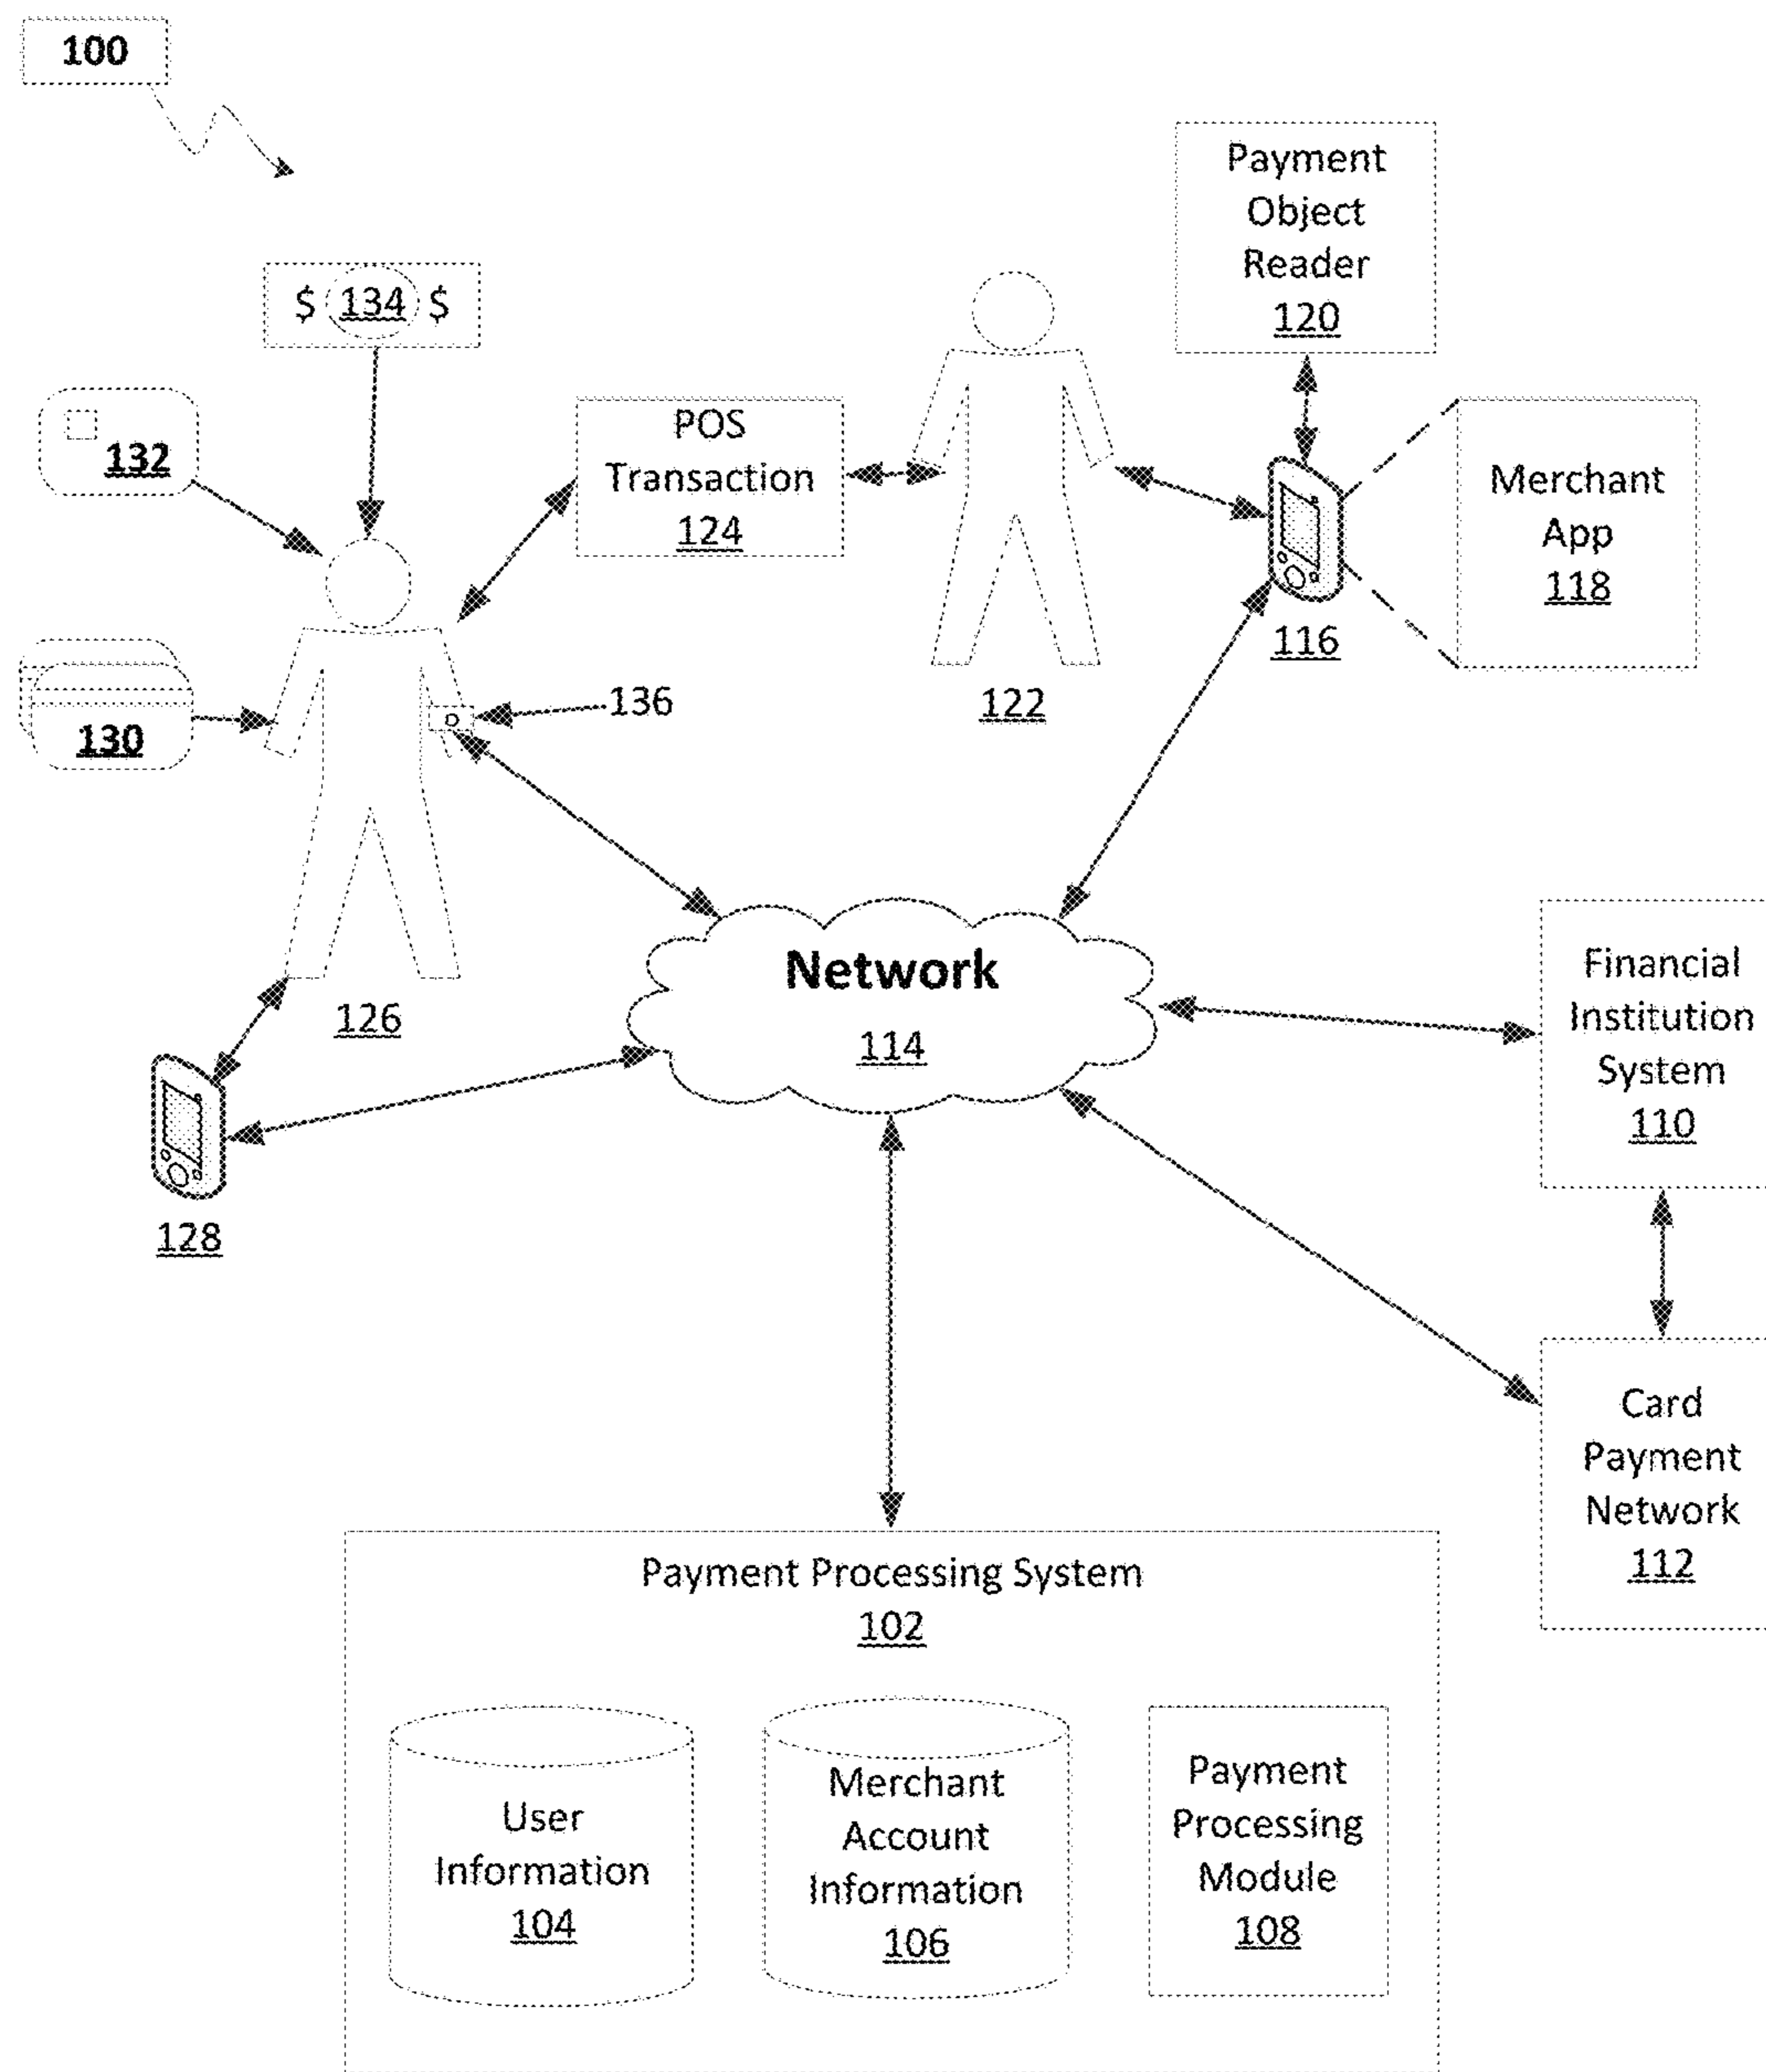 100
Payment
Object
Reader
120
$ 134 $
132
POS
Transaction
124
Merchant
App
118
116
130
136
122
Network
114
126
128
Financial
Institution
System
110
Card
Payment
Network
112
Payment Processing System
102
User
Information
104
Merchant
Account
Information
106
Payment
Processing
Module
108